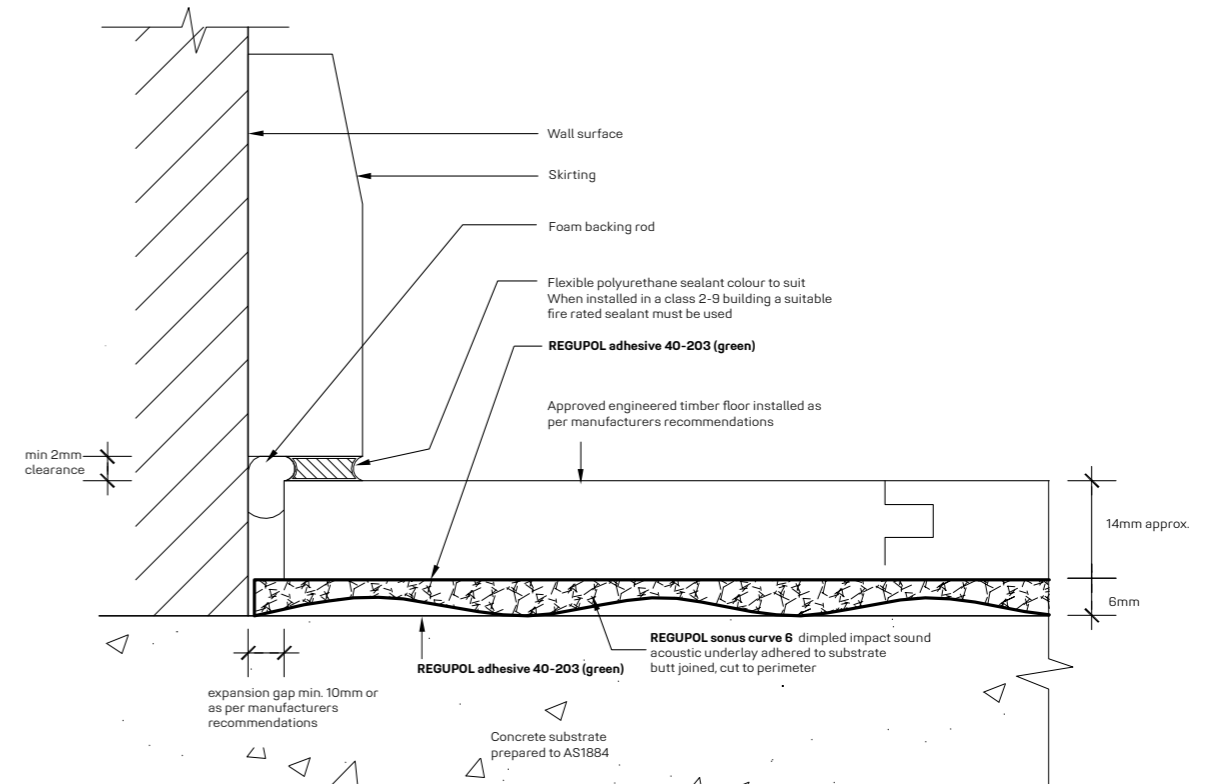 Wall surface
Skirting
Foam backing rod
Flexible polyurethane sealant colour to suit
When installed in a class 2-9 building a suitable
fire rated sealant must be used
REGUPOL adhesive 40-203 (green)
Approved engineered timber floor installed as
per manufacturers recommendations
min 2mm
clearance
14mm approx.
6mm
REGUPOL sonus curve 6 dimpled impact sound
acoustic underlay adhered to substrate
butt joined, cut to perimeter
REGUPOL adhesive 40-203 (green)
expansion gap min. 10mm or
as per manufacturers
recommendations
Concrete substrate
prepared to AS1884